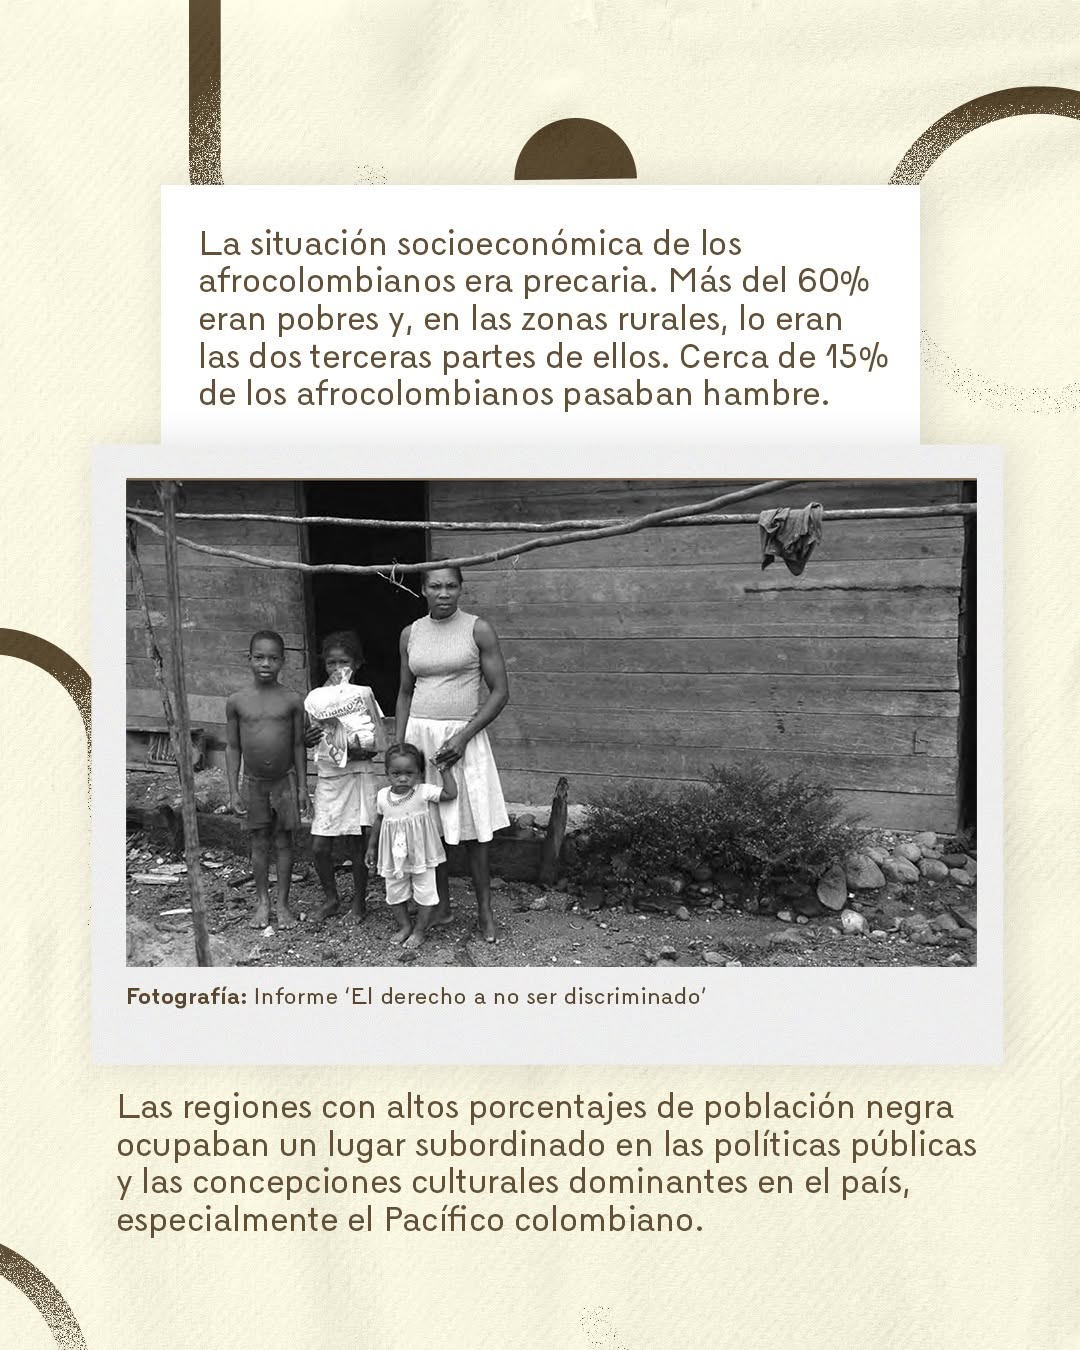 La situación socioeconómica de los
afrocolombianos era precaria. Más del 60%
eran pobres y, en las zonas rurales, lo eran
las dos terceras partes de ellos. Cerca de 15%
de los afrocolombianos pasaban hambre.
Fotografía: Informe ‘El derecho a no ser discriminado’
Las regiones con altos porcentajes de población negra
ocupaban un lugar subordinado en las políticas públicas
y las concepciones culturales dominantes en el país,
especialmente el Pacífico colombiano.